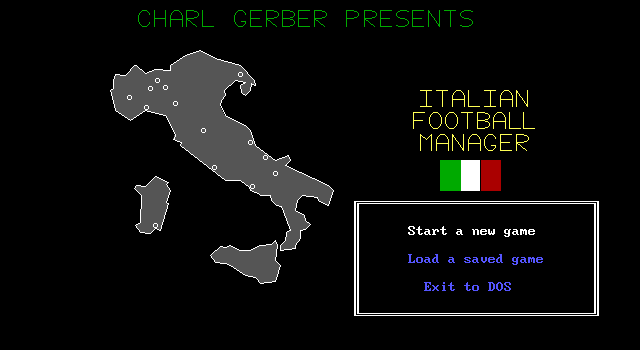 CHARL GERBER PRESENTS
ITALIAN
FOOTBALL
MANAGER
Start a new game
Load a saved game
Exit to DOS